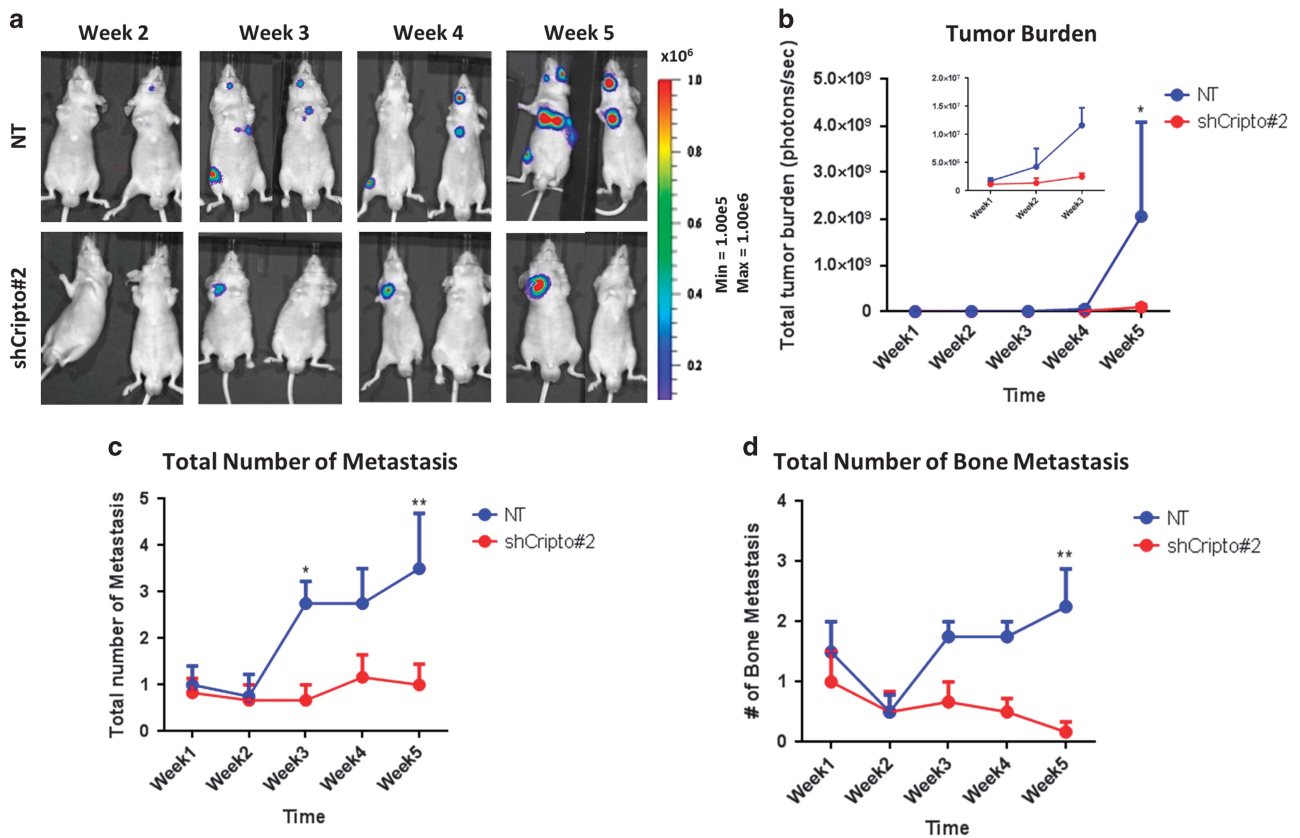 a
Week 2
Week 3
Week 4
Week 5
NT
shCripto#2
x10⁶
1.0
0.8
0.6
0.4
0.2
Min = 1.00e5
Max = 1.00e6
b
Tumor Burden
Total tumor burden (photons/sec)
5.0×10⁹
4.0×10⁹
3.0×10⁹
2.0×10⁹
1.0×10⁹
0
2.0×10⁷
1.5×10⁷
1.0×10⁷
5.0×10⁶
0
Week1
Week2
Week3
*
NT
shCripto#2
Week1
Week2
Week3
Week4
Week5
Time
c
Total Number of Metastasis
Total number of Metastasis
5
4
3
2
1
0
*
**
NT
shCripto#2
Week1
Week2
Week3
Week4
Week5
Time
d
Total Number of Bone Metastasis
# of Bone Metastasis
4
3
2
1
0
**
NT
shCripto#2
Week1
Week2
Week3
Week4
Week5
Time